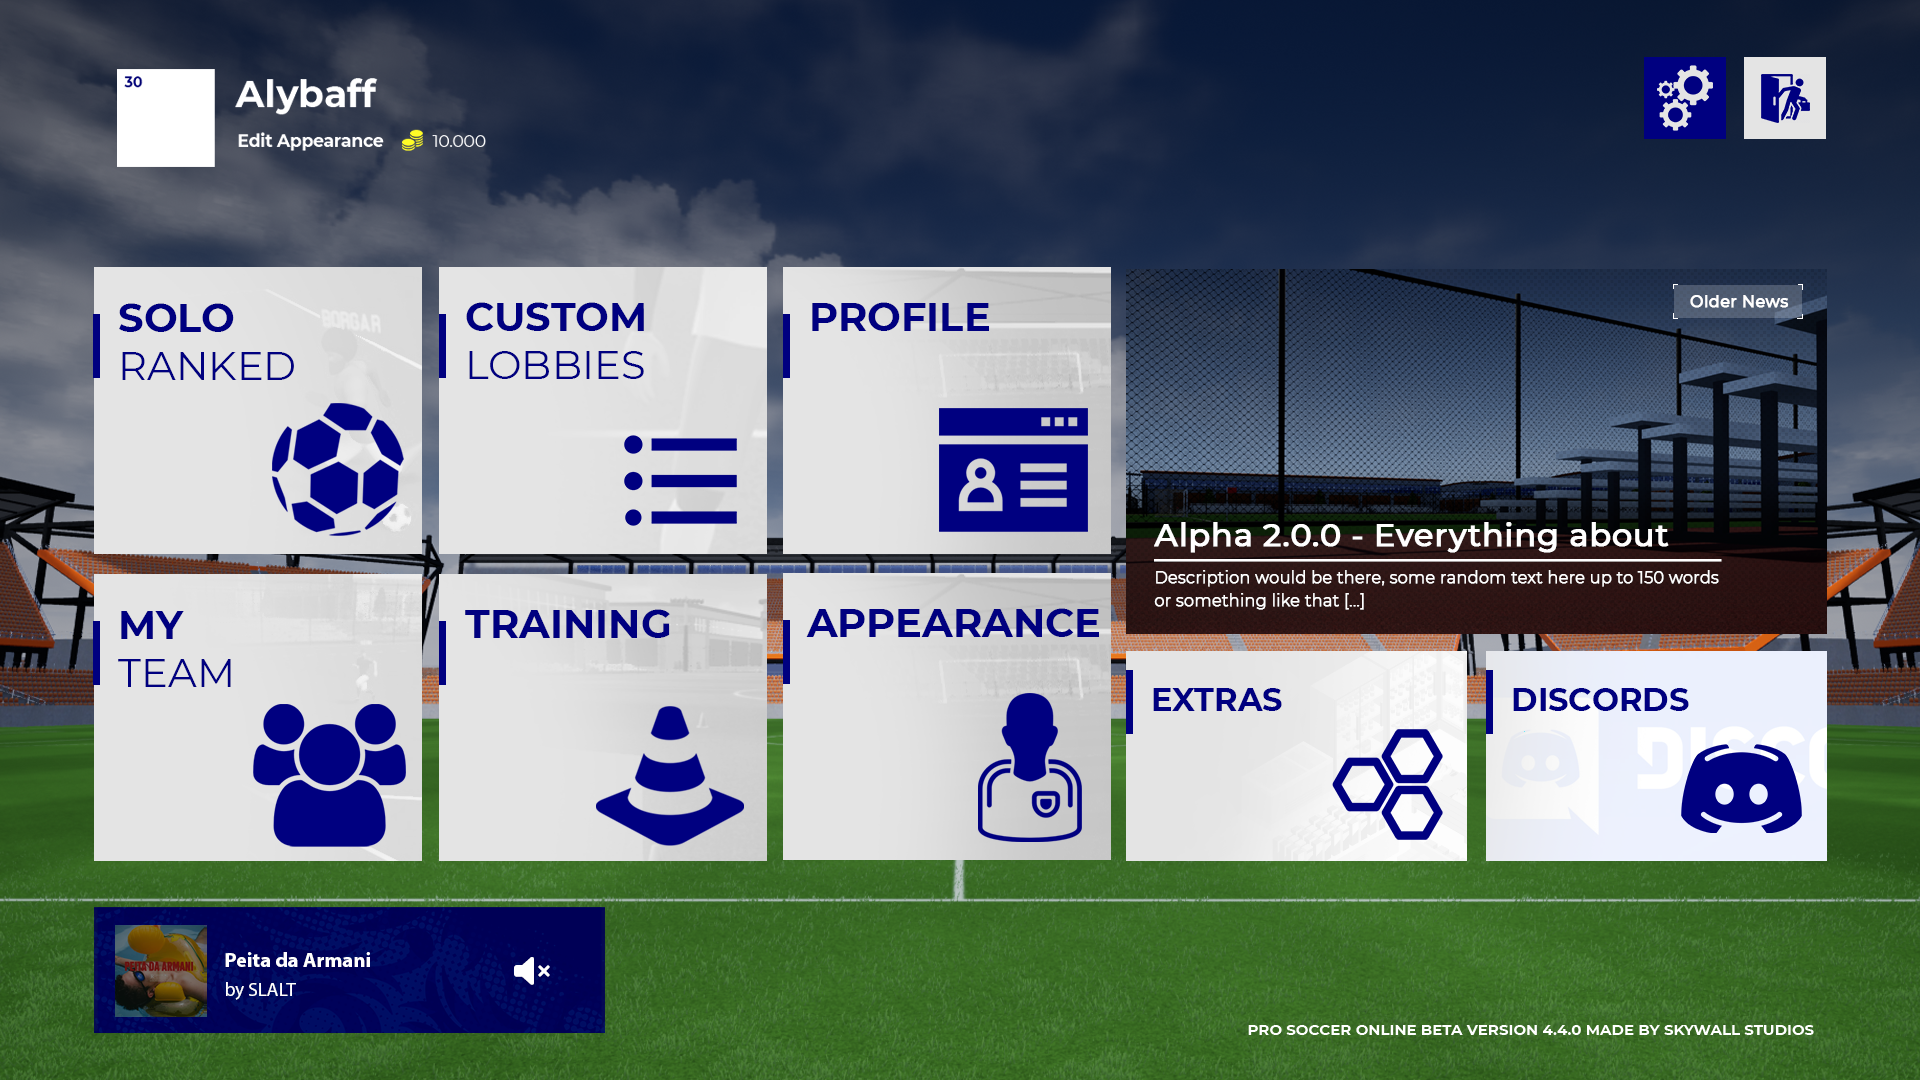 30
Alybaff
Edit Appearance
10.000
SOLO
RANKED
CUSTOM
LOBBIES
PROFILE
Older News
Alpha 2.0.0 - Everything about
Description would be there, some random text here up to 150 words
or something like that [...]
MY
TEAM
TRAINING
APPEARANCE
EXTRAS
DISCORDS
PEITA DA ARMANI
Peita da Armani
by SLALT
PRO SOCCER ONLINE BETA VERSION 4.4.0 MADE BY SKYWALL STUDIOS